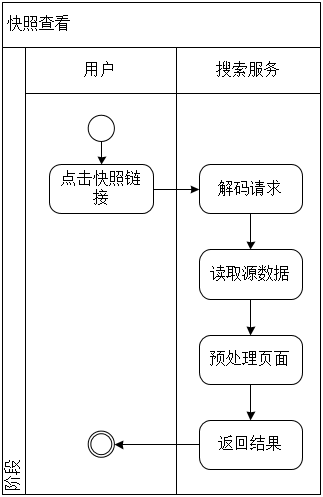 快照查看
用户
搜索服务
点击快照链
接
解码请求
读取源数据
预处理页面
返回结果
阶段